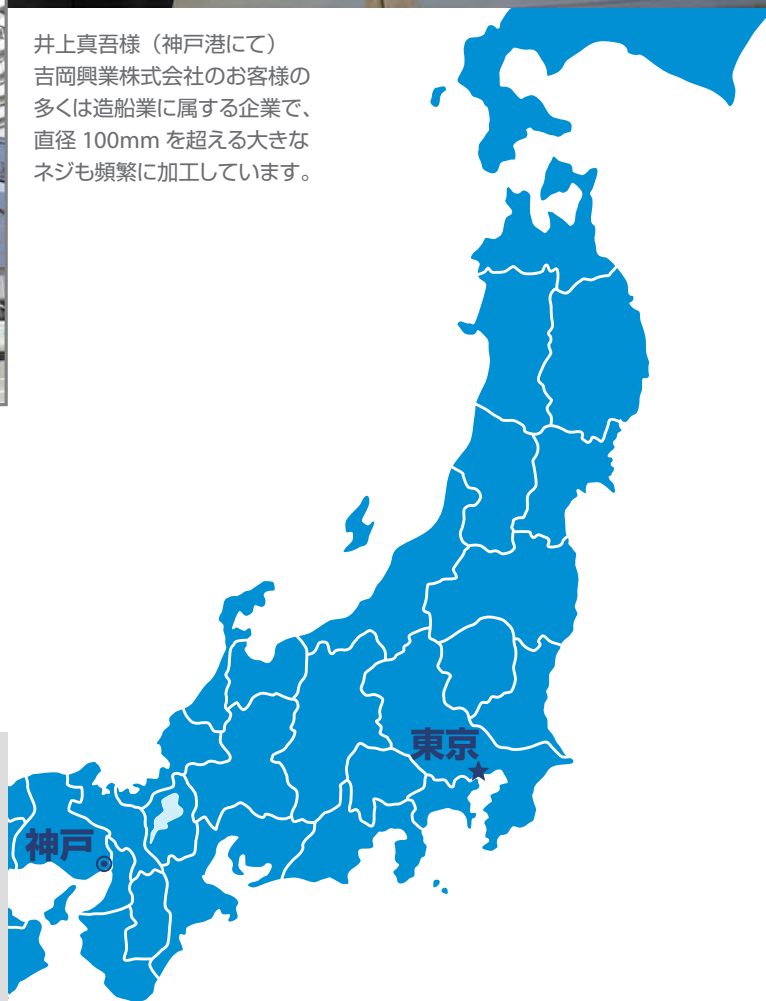 井上真吾様（神戸港にて）
吉岡興業株式会社のお客様の
多くは造船業に属する企業で、
直径 100mm を超える大きな
ネジも頻繁に加工しています。
東京
神戸